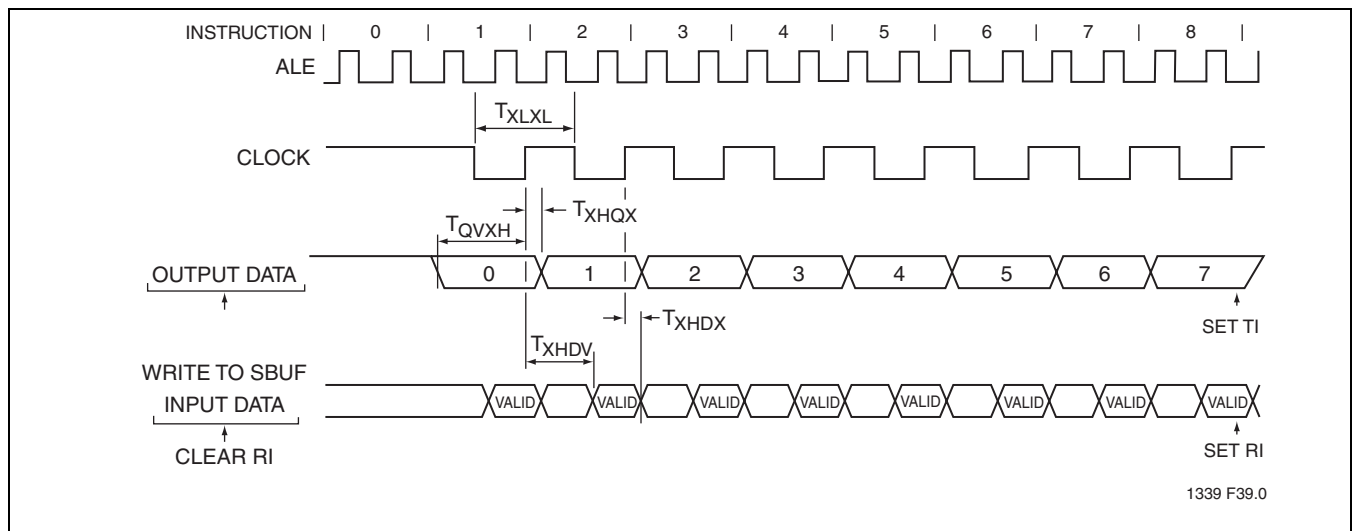 INSTRUCTION | 0 | 1 | 2 | 3 | 4 | 5 | 6 | 7 | 8 |
ALE
TXLXL
CLOCK
TXHQX
TQVXH
OUTPUT DATA 0 1 2 3 4 5 6 7
TXHDX
SET TI
TXHDV
WRITE TO SBUF
INPUT DATA VALID VALID VALID VALID VALID VALID VALID VALID
CLEAR RI
SET RI
1339 F39.0